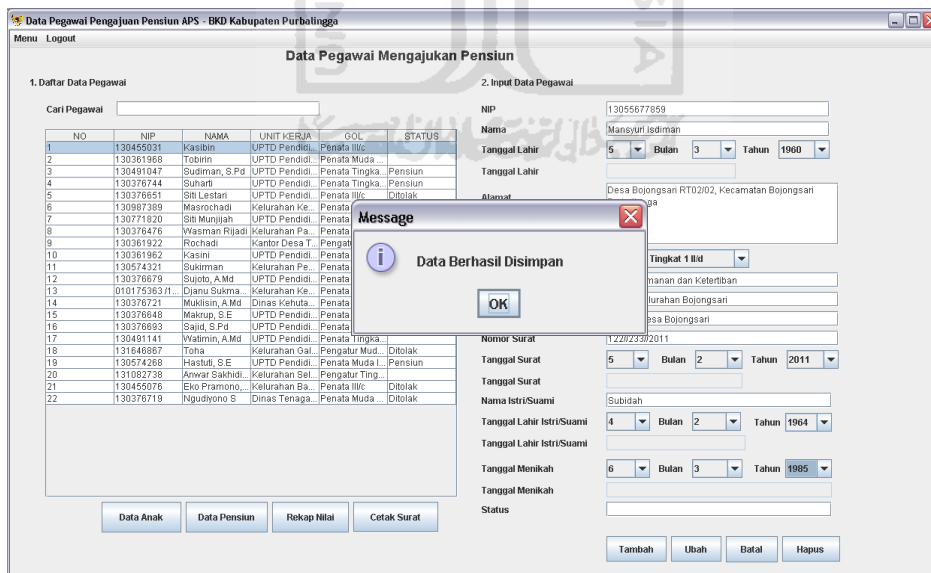 Data Pegawai Pengajuan Pensiun APS - BKD Kabupaten Purbalingga
Menu Logout
Data Pegawai Mengajukan Pensiun
1. Daftar Data Pegawai
Cari Pegawai
NO NIP NAMA UNIT KERJA GOL STATUS
1 130455031 Kasibin UPTD Pendidi... Penata III/c
2 130361968 Tobirin UPTD Pendidi... Penata Muda ...
3 130491047 Sudiman, S.Pd UPTD Pendidi... Penata Tingka... Pensiun
4 130376744 Suharti UPTD Pendidi... Penata Tingka... Pensiun
5 130376651 Siti Lestari UPTD Pendidi... Penata III/c Ditolak
6 130987389 Masrochadi Kelurahan Ke... Penata
7 130771820 Siti Munjijah UPTD Pendidi... Penata
8 130376476 Wasman Rijadi Kelurahan Pa... Penata
9 130361922 Rochadi Kantor Desa T... Pengat
10 130361962 Kasini UPTD Pendidi... Penata
11 130574321 Sukirman Kelurahan Pe... Penata
12 130376679 Sujoto, A.Md UPTD Pendidi... Penata
13 010175363 /1... Djanu Sukma... Kelurahan Ke... Penata
14 130376721 Muklisin, A.Md Dinas Kehuta... Penata
15 130376648 Makrup, S.E UPTD Pendidi... Penata
16 130376693 Sajid, S.Pd UPTD Pendidi... Penata
17 130491141 Watimin, A.Md UPTD Pendidi... Penata Tingka...
18 131646867 Toha Kelurahan Gal... Pengatur Mud... Ditolak
19 130574268 Hastuti, S.E UPTD Pendidi... Penata Muda I... Pensiun
20 131082738 Anwar Sakhidi... Kelurahan Sel... Pengatur Ting...
21 130455076 Eko Pramono,... Kelurahan Ba... Penata III/c Ditolak
22 130376719 Ngudiyono S Dinas Tenaga... Penata Muda ... Ditolak
Data Anak Data Pensiun Rekap Nilai Cetak Surat
Message
Data Berhasil Disimpan
OK
2. Input Data Pegawai
NIP 13055677859
Nama Mansyuri isdiman
Tanggal Lahir 5 Bulan 3 Tahun 1960
Tanggal Lahir
Alamat Desa Bojongsari RT02/02, Kecamatan Bojongsari
Tingkat 1 II/d
manan dan Ketertiban
lurahan Bojongsari
esa Bojongsari
Nomor Surat 122//233//2011
Tanggal Surat 5 Bulan 2 Tahun 2011
Tanggal Surat
Nama Istri/Suami Subidah
Tanggal Lahir Istri/Suami 4 Bulan 2 Tahun 1964
Tanggal Lahir Istri/Suami
Tanggal Menikah 6 Bulan 3 Tahun 1985
Tanggal Menikah
Status
Tambah Ubah Batal Hapus